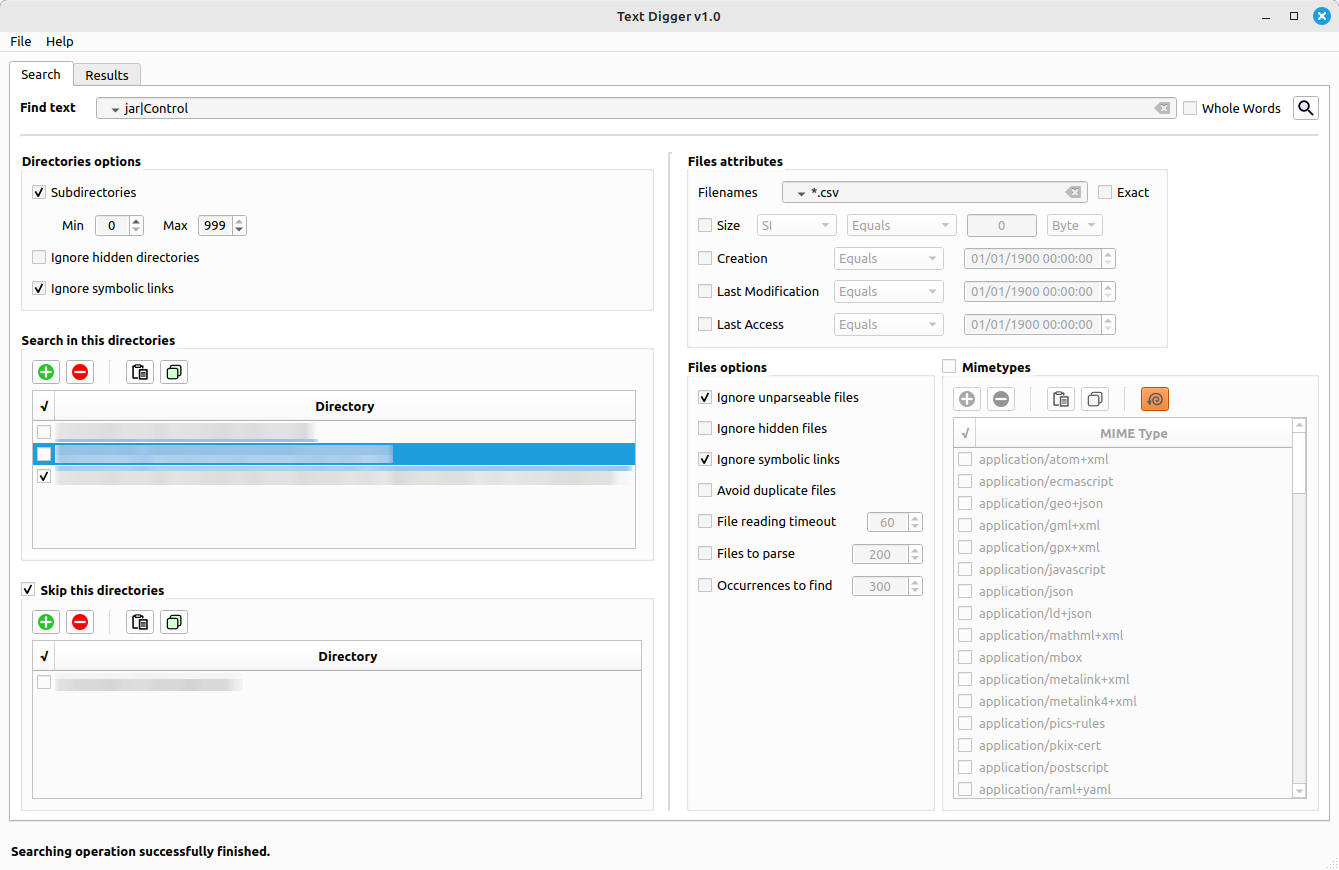 Text Digger v1.0
File Help
Search Results
Find text jar|Control Whole Words
Directories options
Subdirectories
Min 0 Max 999
Ignore hidden directories
Ignore symbolic links
Search in this directories
√ Directory
Skip this directories
√ Directory
Files attributes
Filenames *.csv Exact
Size SI Equals 0 Byte
Creation Equals 01/01/1900 00:00:00
Last Modification Equals 01/01/1900 00:00:00
Last Access Equals 01/01/1900 00:00:00
Files options
Ignore unparseable files
Ignore hidden files
Ignore symbolic links
Avoid duplicate files
File reading timeout 60
Files to parse 200
Occurrences to find 300
Mimetypes
√ MIME Type
application/atom+xml
application/ecmascript
application/geo+json
application/gml+xml
application/gpx+xml
application/javascript
application/json
application/ld+json
application/mathml+xml
application/mbox
application/metalink+xml
application/metalink4+xml
application/pics-rules
application/pkix-cert
application/postscript
application/raml+yaml
Searching operation successfully finished.